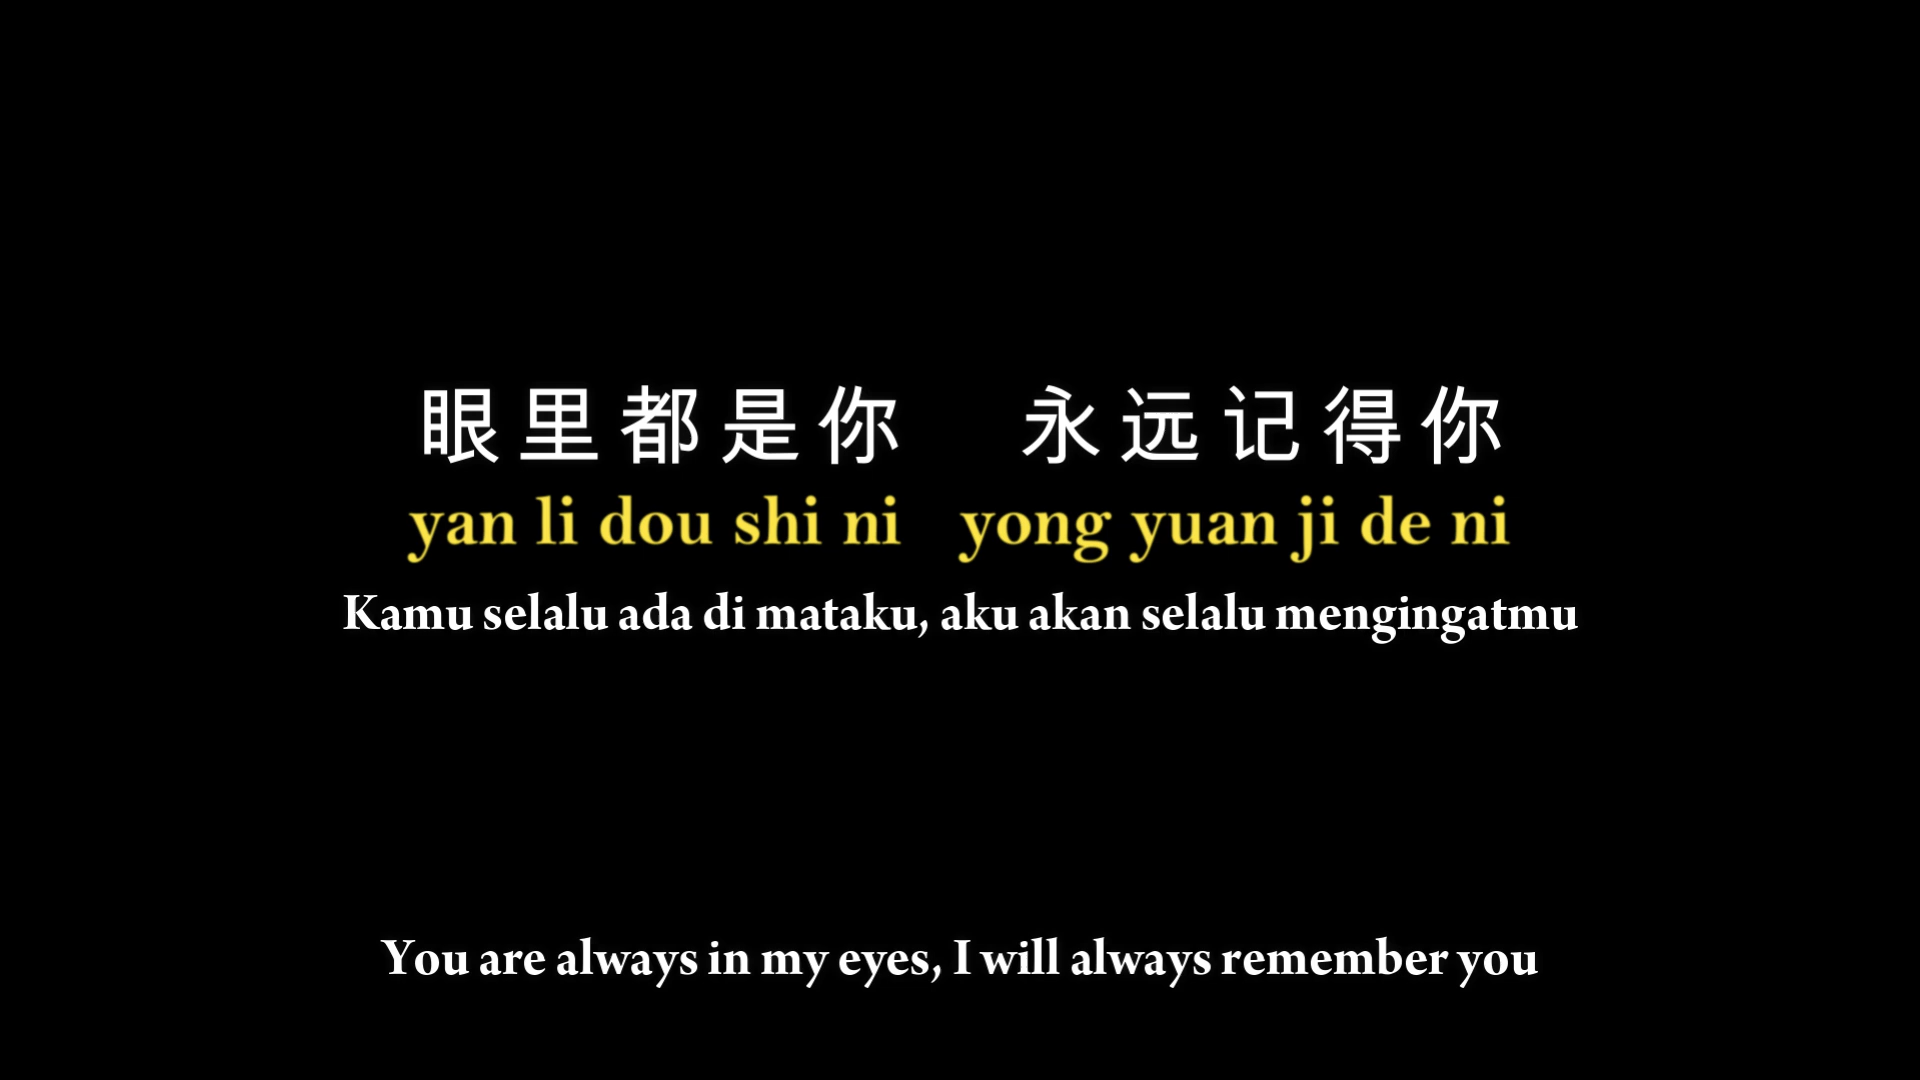 眼里都是你 永远记得你
yan li dou shi ni yong yuan ji de ni
Kamu selalu ada di mataku, aku akan selalu mengingatmu
You are always in my eyes, I will always remember you